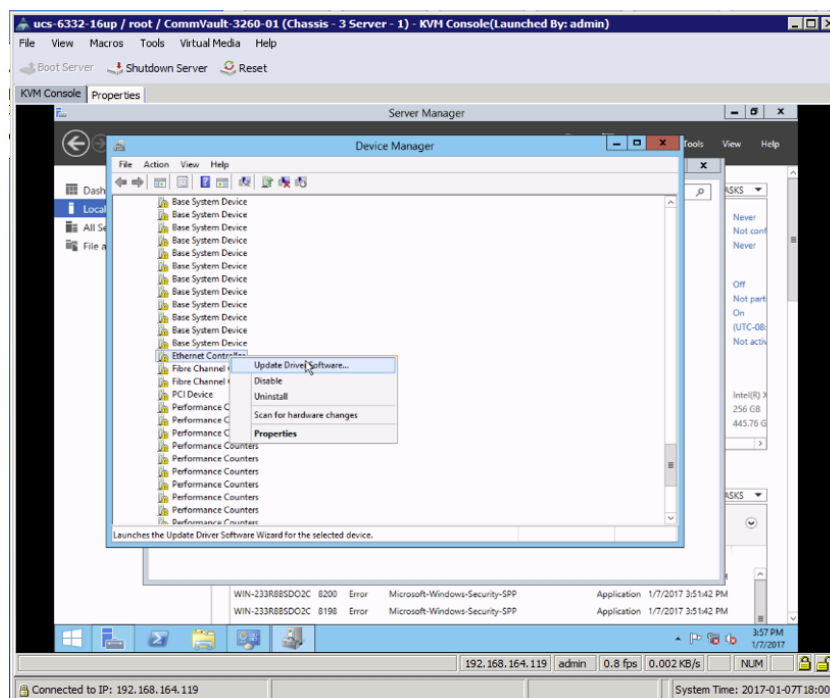 ucs-6332-16up / root / CommVault-3260-01 (Chassis - 3 Server - 1) - KVM Console(Launched By: admin)
File View Macros Tools Virtual Media Help
Boot Server Shutdown Server Reset
KVM Console Properties
Server Manager
Device Manager
Tools View Help
File Action View Help
Dash
Local
All Se
File a
Base System Device
Base System Device
Base System Device
Base System Device
Base System Device
Base System Device
Base System Device
Base System Device
Base System Device
Base System Device
Base System Device
Base System Device
Ethernet Controller
Fibre Channel
Fibre Channel
PCI Device
Performance C
Performance C
Performance C
Performance Counters
Performance Counters
Performance Counters
Performance Counters
Performance Counters
Performance Counters
Performance Counters
Update Driver Software...
Disable
Uninstall
Scan for hardware changes
Properties
ASKS
Never
Not conf
Never
Off
Not part
On
(UTC-08:
Not activ
Intel(R) X
256 GB
445.76 G
ASKS
Launches the Update Driver Software Wizard for the selected device.
WIN-233R8BSDO2C 8200 Error Microsoft-Windows-Security-SPP Application 1/7/2017 3:51:42 PM
WIN-233R8BSDO2C 8198 Error Microsoft-Windows-Security-SPP Application 1/7/2017 3:51:42 PM
3:57 PM
1/7/2017
192.168.164.119 admin 0.8 fps 0.002 KB/s NUM
Connected to IP: 192.168.164.119 System Time: 2017-01-07T18:00